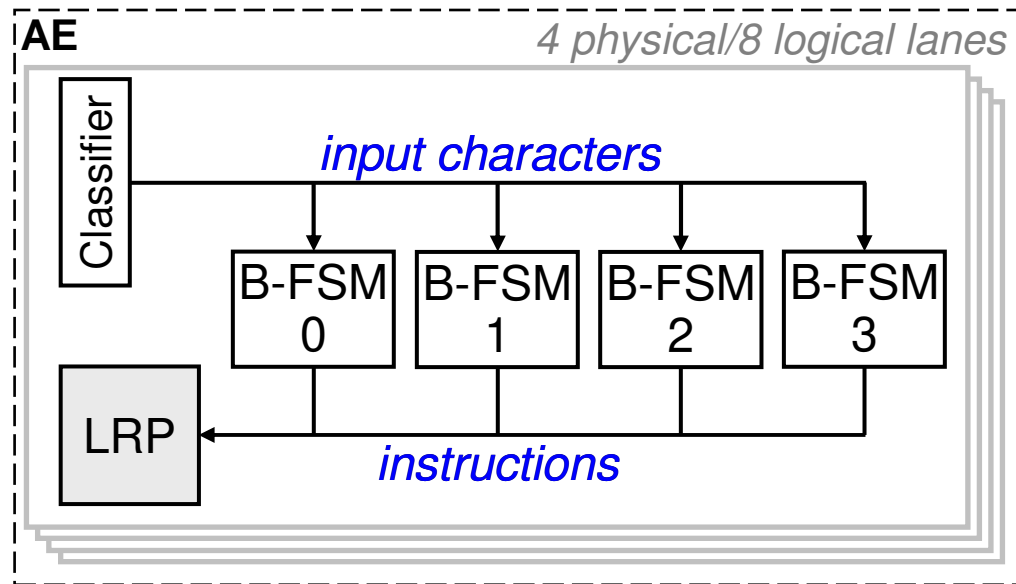 AE
4 physical/8 logical lanes
Classifier
input characters
B-FSM
0
B-FSM
1
B-FSM
2
B-FSM
3
LRP
instructions